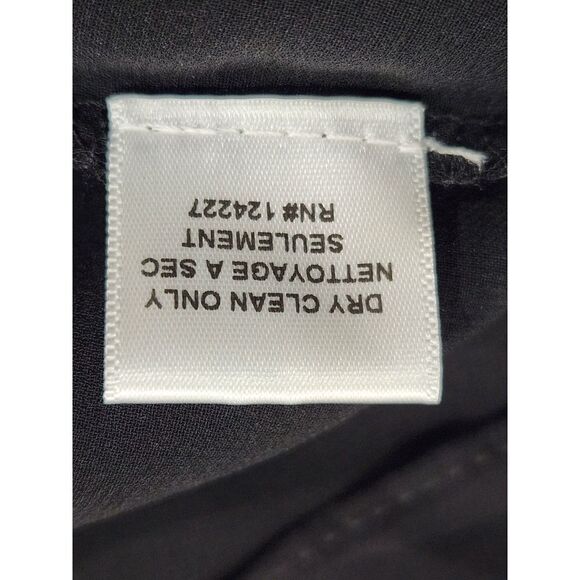 DRY CLEAN ONLY
NETTOYAGE A SEC
SEULEMENT
RN# 124227